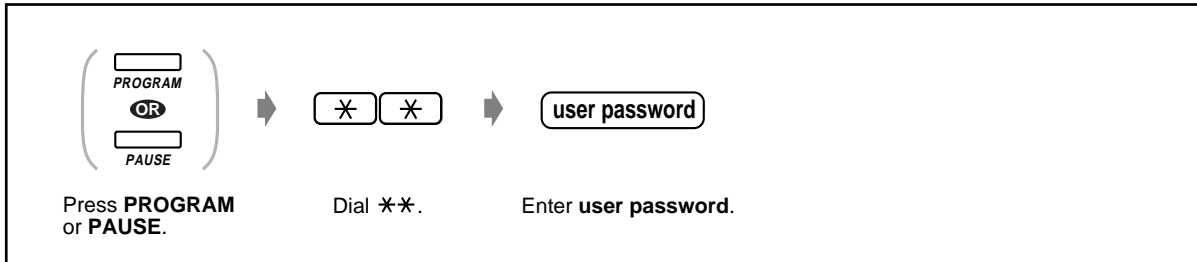 PROGRAM
OR
PAUSE
✳ ✳
user password
Press PROGRAM
or PAUSE.
Dial ✳✳.
Enter user password.